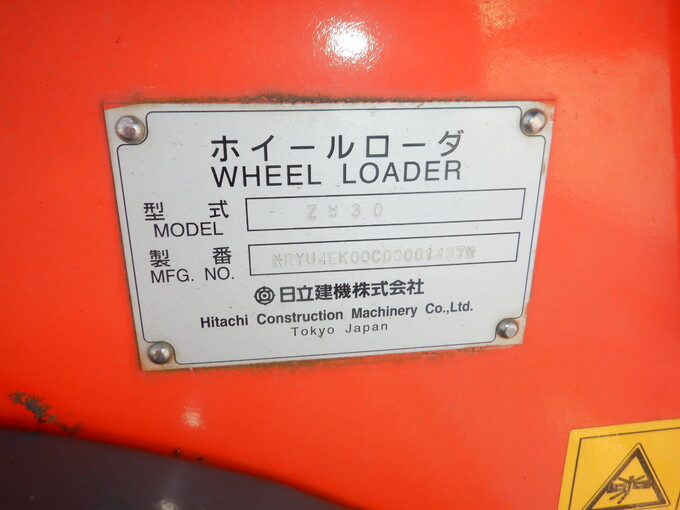 ホイールローダ
WHEEL LOADER
型式 ZW30
MODEL
製番
MFG. NO.
日立建機株式会社
Hitachi Construction Machinery Co.,Ltd.
Tokyo Japan